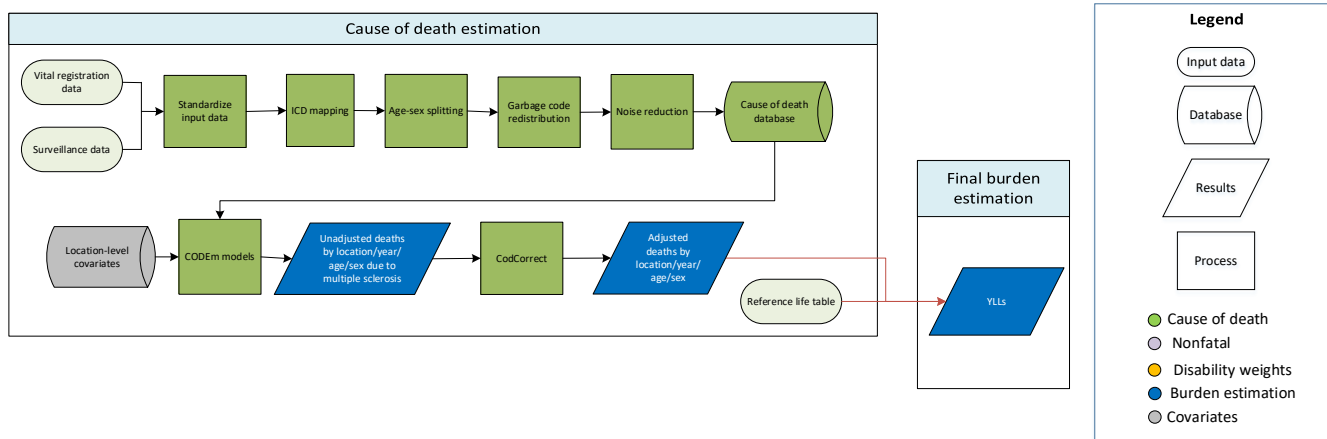 Cause of death estimation
Vital registration
data
Surveillance data
Standardize
input data
ICD mapping
Age-sex splitting
Garbage code
redistribution
Noise reduction
Cause of death
database
Location-level
covariates
CODEm models
Unadjusted deaths
by location/year/
age/sex due to
multiple sclerosis
CodCorrect
Adjusted
deaths by
location/year/
age/sex
Reference life table
Final burden
estimation
YLLs
Legend
Input data
Database
Results
Process
Cause of death
Nonfatal
Disability weights
Burden estimation
Covariates